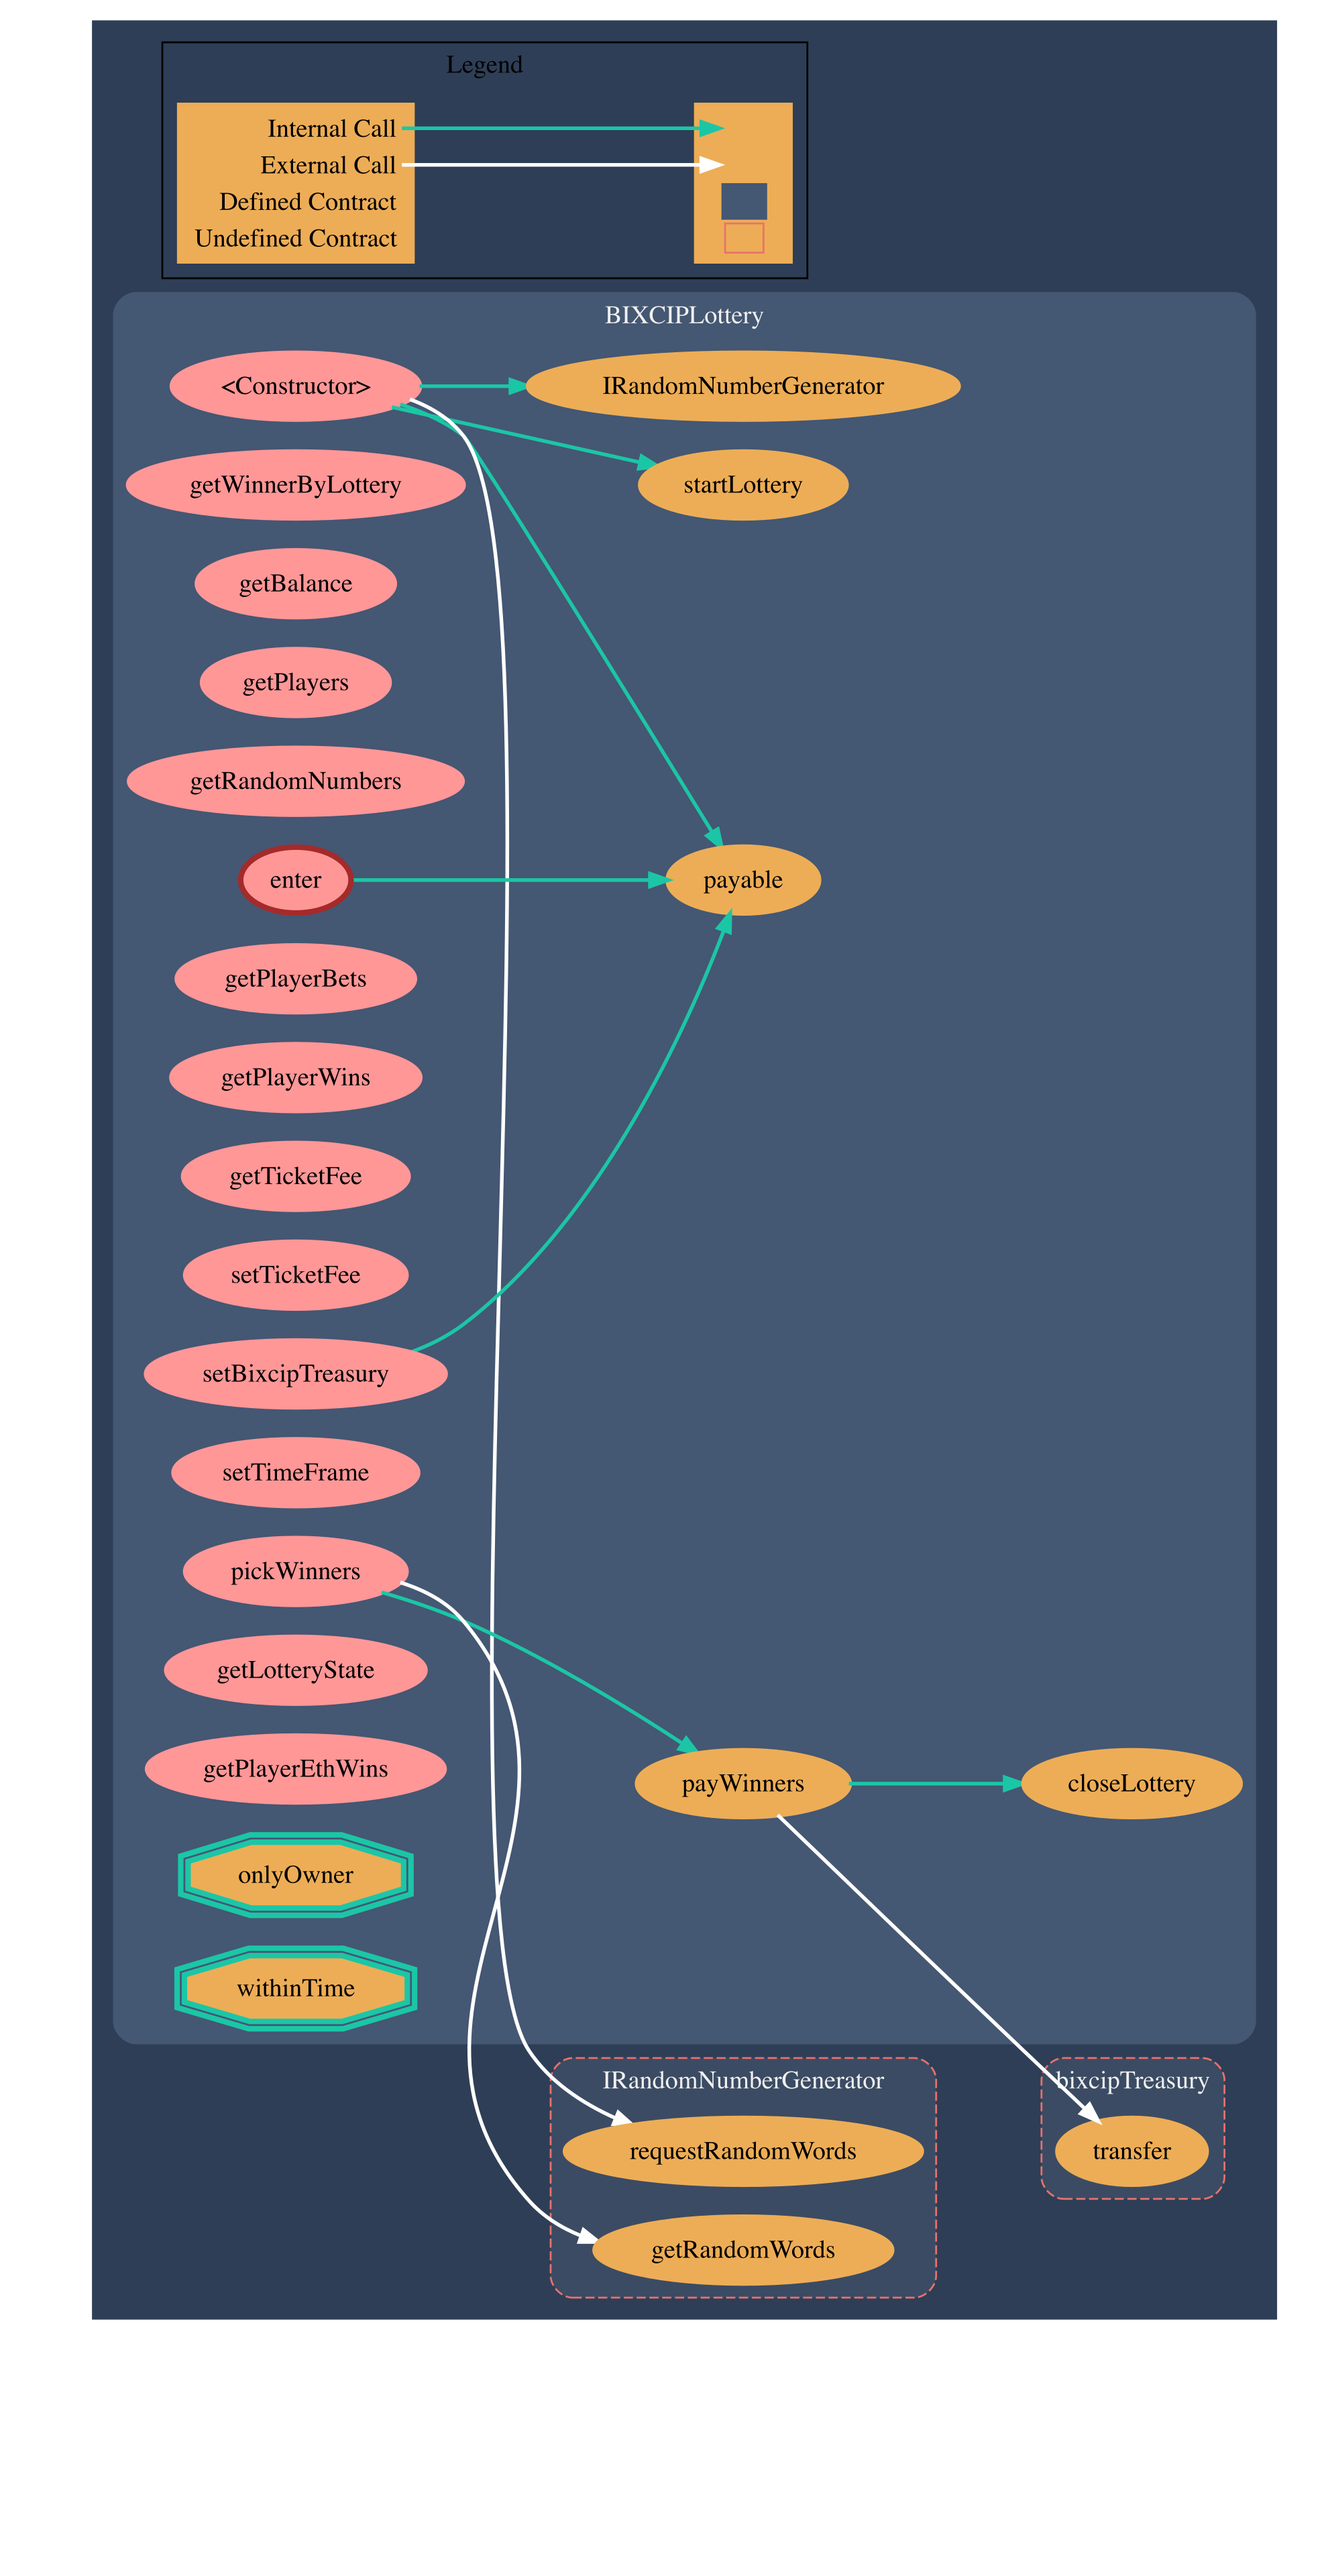 Legend
Internal Call
External Call
Defined Contract
Undefined Contract
BIXCIPLottery
<Constructor>
IRandomNumberGenerator
getWinnerByLottery
startLottery
getBalance
getPlayers
getRandomNumbers
enter
payable
getPlayerBets
getPlayerWins
getTicketFee
setTicketFee
setBixcipTreasury
setTimeFrame
pickWinners
getLotteryState
getPlayerEthWins
payWinners
closeLottery
onlyOwner
withinTime
IRandomNumberGenerator
bixcipTreasury
requestRandomWords
transfer
getRandomWords